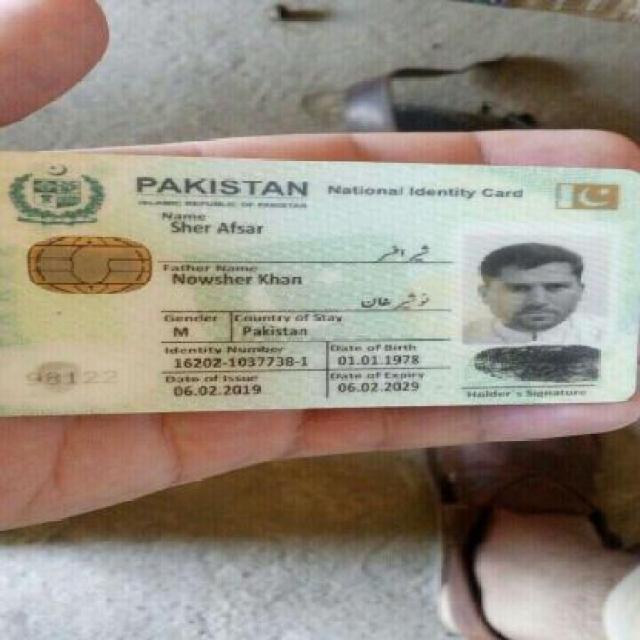 PAKISTAN National Identity Card
ISLAMIC REPUBLIC OF PAKISTAN
Name
Sher Afsar
شیر افسر
Father Name
Nowsher Khan
نوشیر خان
Gender Country of Stay
M Pakistan
Identity Number Date of Birth
16202-1037738-1 01.01.1978
Date of Issue Date of Expiry
06.02.2019 06.02.2029
98122
Holder's Signature